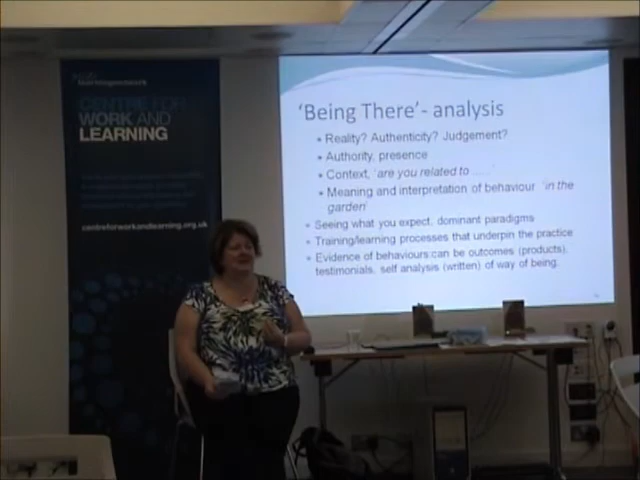 learningnetwork
CENTRE FOR
WORK AND
LEARNING
centreforworkandlearning.org.uk
'Being There'- analysis
Reality? Authenticity? Judgement?
Authority, presence
Context, 'are you related to ......'
Meaning and interpretation of behaviour 'in the
garden'
Seeing what you expect, dominant paradigms
Training/learning processes that underpin the practice
Evidence of behaviours:can be outcomes (products),
testimonials, self analysis (written) of way of being.